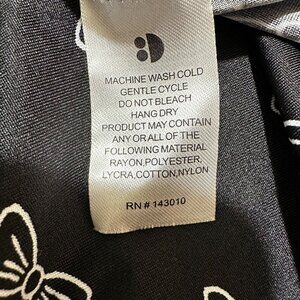 MACHINE WASH COLD
GENTLE CYCLE
DO NOT BLEACH
HANG DRY
PRODUCT MAY CONTAIN
ANY OR ALL OF THE
FOLLOWING MATERIAL
RAYON,POLYESTER,
LYCRA,COTTON,NYLON
RN # 143010